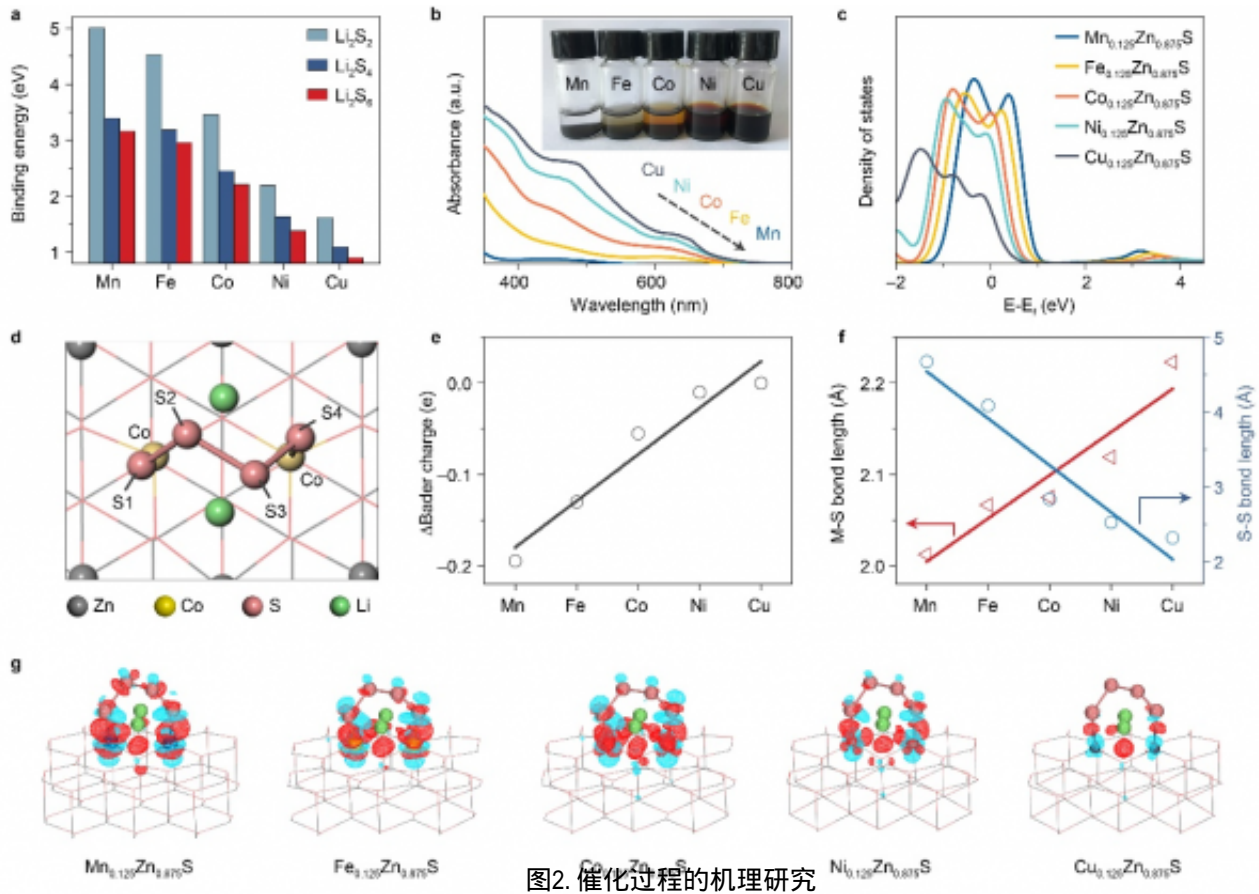 a
Binding energy (eV)
5
4
3
2
1
Li₂S₂
Li₂S₄
Li₂S₆
Mn Fe Co Ni Cu
b
Absorbance (a.u.)
Mn Fe Co Ni Cu
Cu
Ni
Co
Fe
Mn
400 600 800
Wavelength (nm)
c
Density of states
Mn₀.₁₂₅Zn₀.₈₇₅S
Fe₀.₁₂₅Zn₀.₈₇₅S
Co₀.₁₂₅Zn₀.₈₇₅S
Ni₀.₁₂₅Zn₀.₈₇₅S
Cu₀.₁₂₅Zn₀.₈₇₅S
−2 0 2 4
E-Ef (eV)
d
S2
S4
Co
Co
S1
S3
Zn Co S Li
e
ΔBader charge (e)
0.0
−0.1
−0.2
Mn Fe Co Ni Cu
f
M-S bond length (Å)
2.2
2.1
2.0
5
4
3
2
S-S bond length (Å)
Mn Fe Co Ni Cu
g
Mn₀.₁₂₅Zn₀.₈₇₅S Fe₀.₁₂₅Zn₀.₈₇₅S Ni₀.₁₂₅Zn₀.₈₇₅S Cu₀.₁₂₅Zn₀.₈₇₅S
图2. 催化过程的机理研究